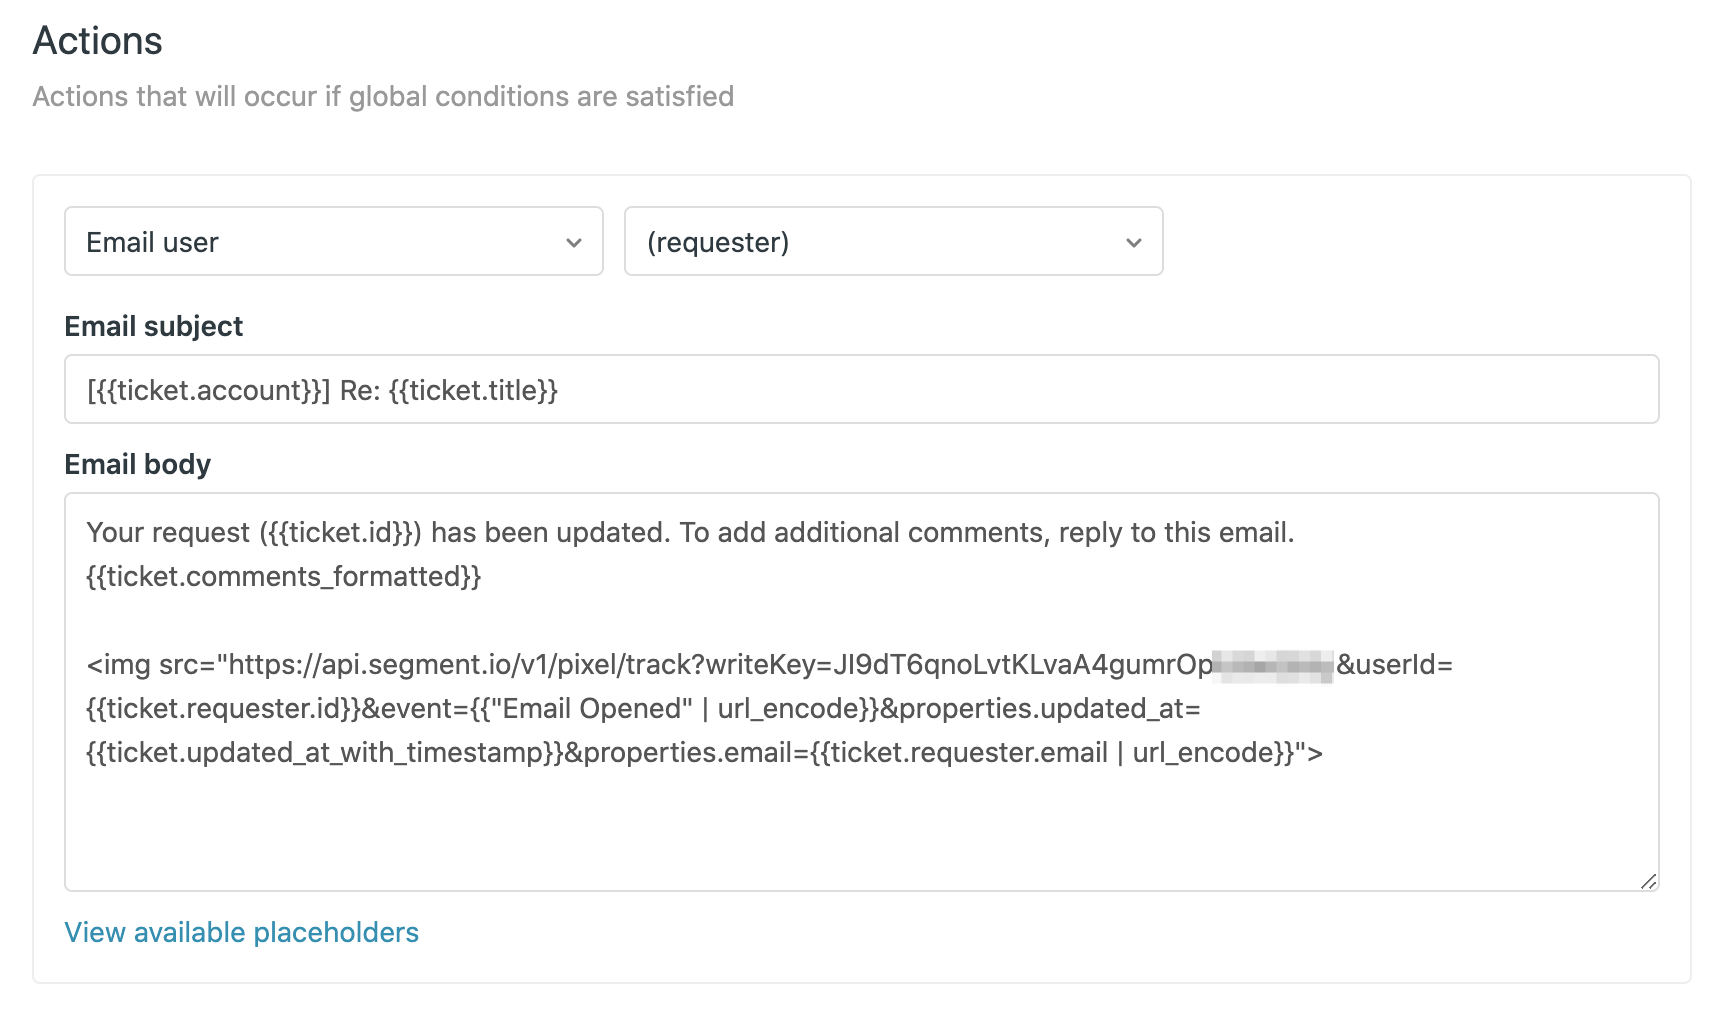 Actions
Actions that will occur if global conditions are satisfied
Email user
(requester)
Email subject
[{{ticket.account}}] Re: {{ticket.title}}
Email body
Your request ({{ticket.id}}) has been updated. To add additional comments, reply to this email.
{{ticket.comments_formatted}}
<img src="https://api.segment.io/v1/pixel/track?writeKey=JI9dT6qnoLvtKLvaA4gumrOp &userId=
{{ticket.requester.id}}&event={{"Email Opened" | url_encode}}&properties.updated_at=
{{ticket.updated_at_with_timestamp}}&properties.email={{ticket.requester.email | url_encode}}">
View available placeholders